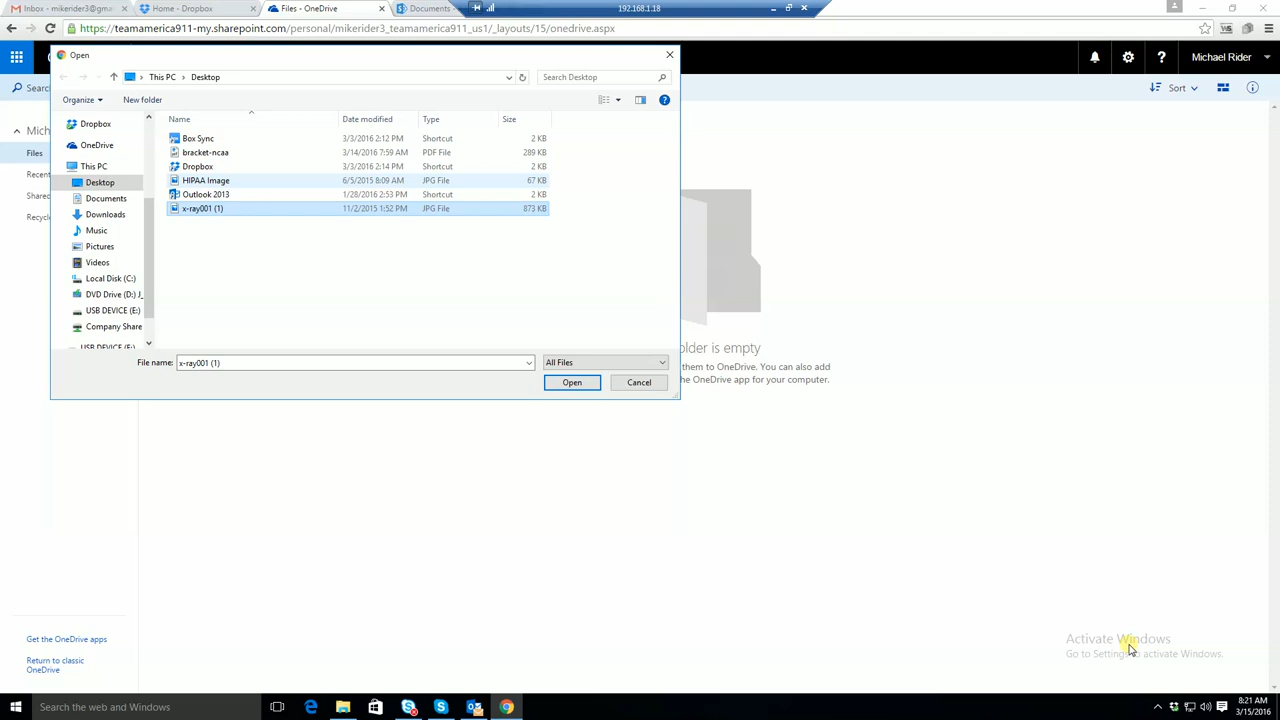 Inbox - mikerider3@gma
Home - Dropbox
Files - OneDrive
Documents
192.168.1.18
https://teamamerica911-my.sharepoint.com/personal/mikerider3_teamamerica911_us1/_layouts/15/onedrive.aspx
Michael Rider
Open
This PC
Desktop
Search Desktop
Sear
Sort
Organize
New folder
Name
Date modified
Type
Size
Mich
Files
Recen
Share
Recyc
Dropbox
OneDrive
This PC
Desktop
Documents
Downloads
Music
Pictures
Videos
Local Disk (C:)
DVD Drive (D:) J_
USB DEVICE (E:)
Company Share
USB DEVICE (E:)
Box Sync 3/3/2016 2:12 PM Shortcut 2 KB
bracket-ncaa 3/14/2016 7:59 AM PDF File 289 KB
Dropbox 3/3/2016 2:14 PM Shortcut 2 KB
HIPAA Image 6/5/2015 8:09 AM JPG File 67 KB
Outlook 2013 1/28/2016 2:53 PM Shortcut 2 KB
x-ray001 (1) 11/2/2015 1:52 PM JPG File 873 KB
File name: x-ray001 (1)
All Files
Open
Cancel
older is empty
them to OneDrive. You can also add
the OneDrive app for your computer.
Get the OneDrive apps
Return to classic
OneDrive
Activate Windows
Go to Settings to activate Windows.
Search the web and Windows
8:21 AM
3/15/2016